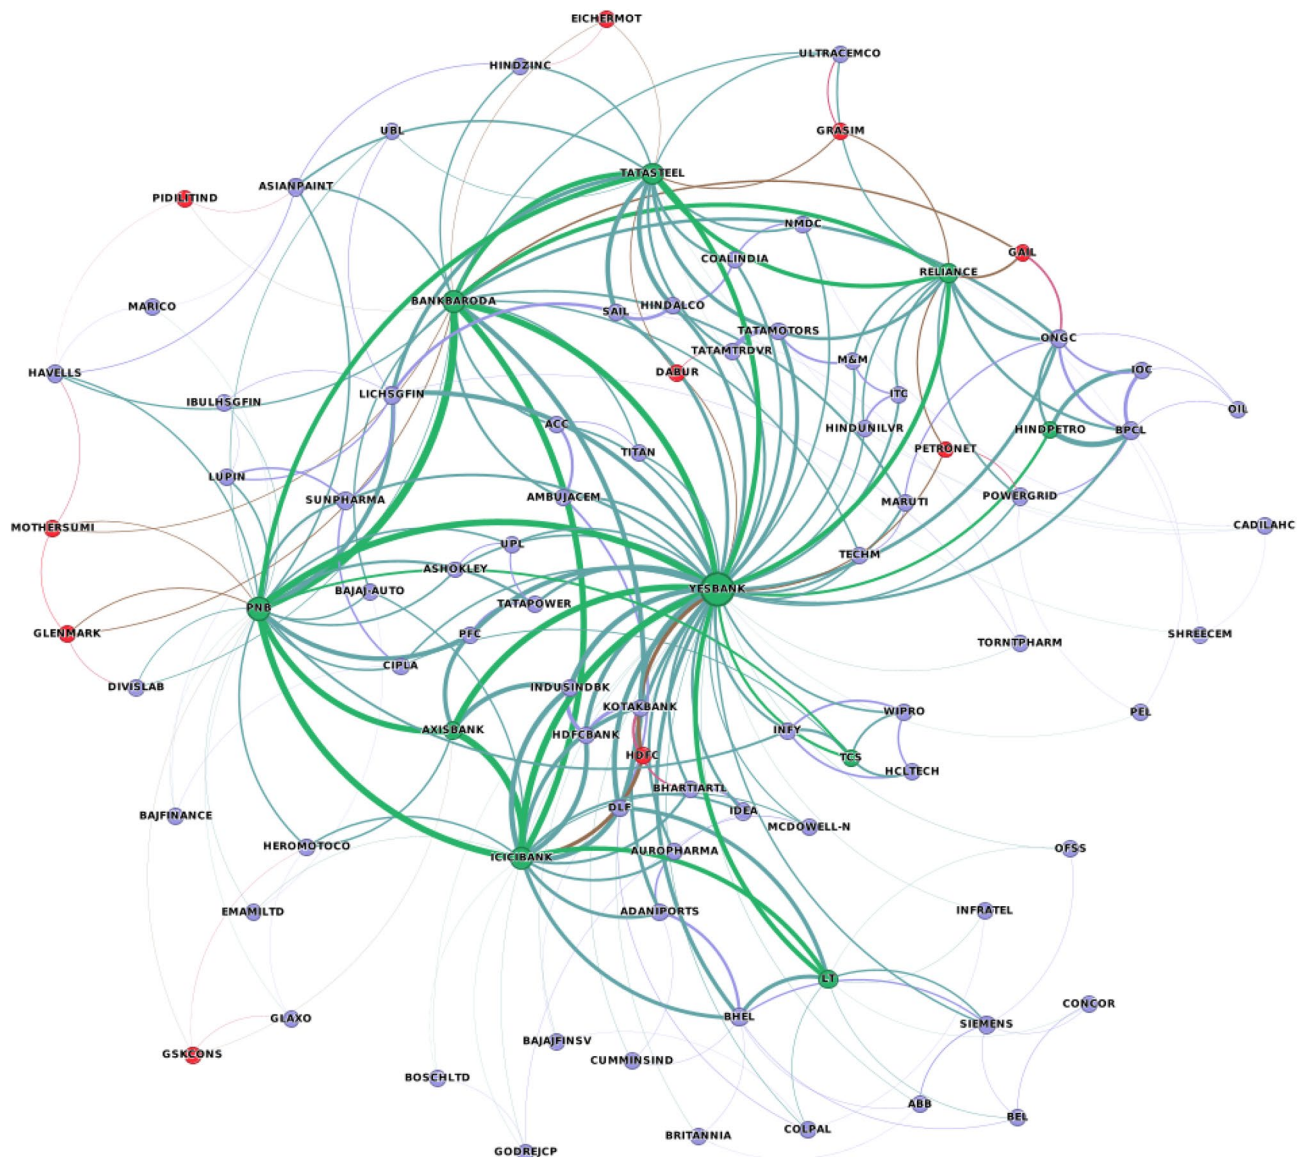 EICHERMOT
ULTRACEMCO
HINDZINC
UBL
GRASIM
TATASTEEL
ASIANPAINT
PIDILITIND
NMDC
GAIL
COALINDIA
RELIANCE
BANKBARODA
MARICO
HINDALCO
SAIL
TATAMOTORS
ONGC
TATAMTRDVR
M&M
IOC
HAVELLS
DABUR
LICHSGFIN
ITC
IBULHSGFIN
OIL
ACC
HINDUNILVR
HINDPETRO
BPCL
TITAN
PETRONET
LUPIN
SUNPHARMA
AMBUJACEM
MARUTI
POWERGRID
MOTHERSUMI
CADILAHC
UPL
TECHM
ASHOKLEY
BAJAJ-AUTO
YESBANK
TATAPOWER
PNB
GLENMARK
PFC
SHREECEM
TORNTPHARM
CIPLA
DIVISLAB
INDUSINDBK
KOTAKBANK
WIPRO
PEL
AXISBANK
HDFCBANK
INFY
HDFC
TCS
HCLTECH
BHARTIARTL
DLF
IDEA
BAJFINANCE
MCDOWELL-N
HEROMOTOCO
ICICIBANK
AUROPHARMA
OFSS
EMAMILTD
ADANIPORTS
INFRATEL
LT
CONCOR
GLAXO
BHEL
SIEMENS
BAJAJFINSV
GSKCONS
CUMMINSIND
BOSCHLTD
ABB
BEL
COLPAL
BRITANNIA
GODREJCP